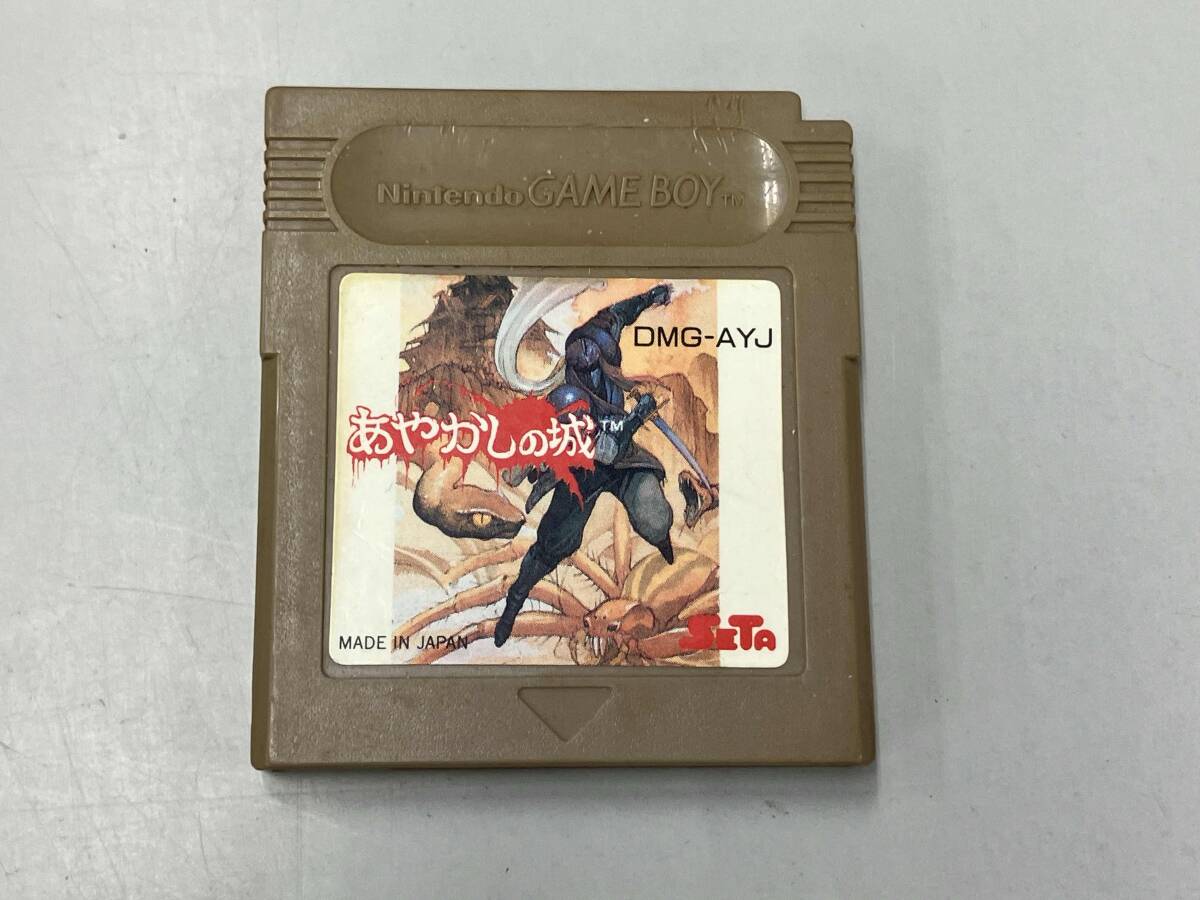 Nintendo GAME BOY™
DMG-AYJ
あやかしの城™
MADE IN JAPAN
SETA